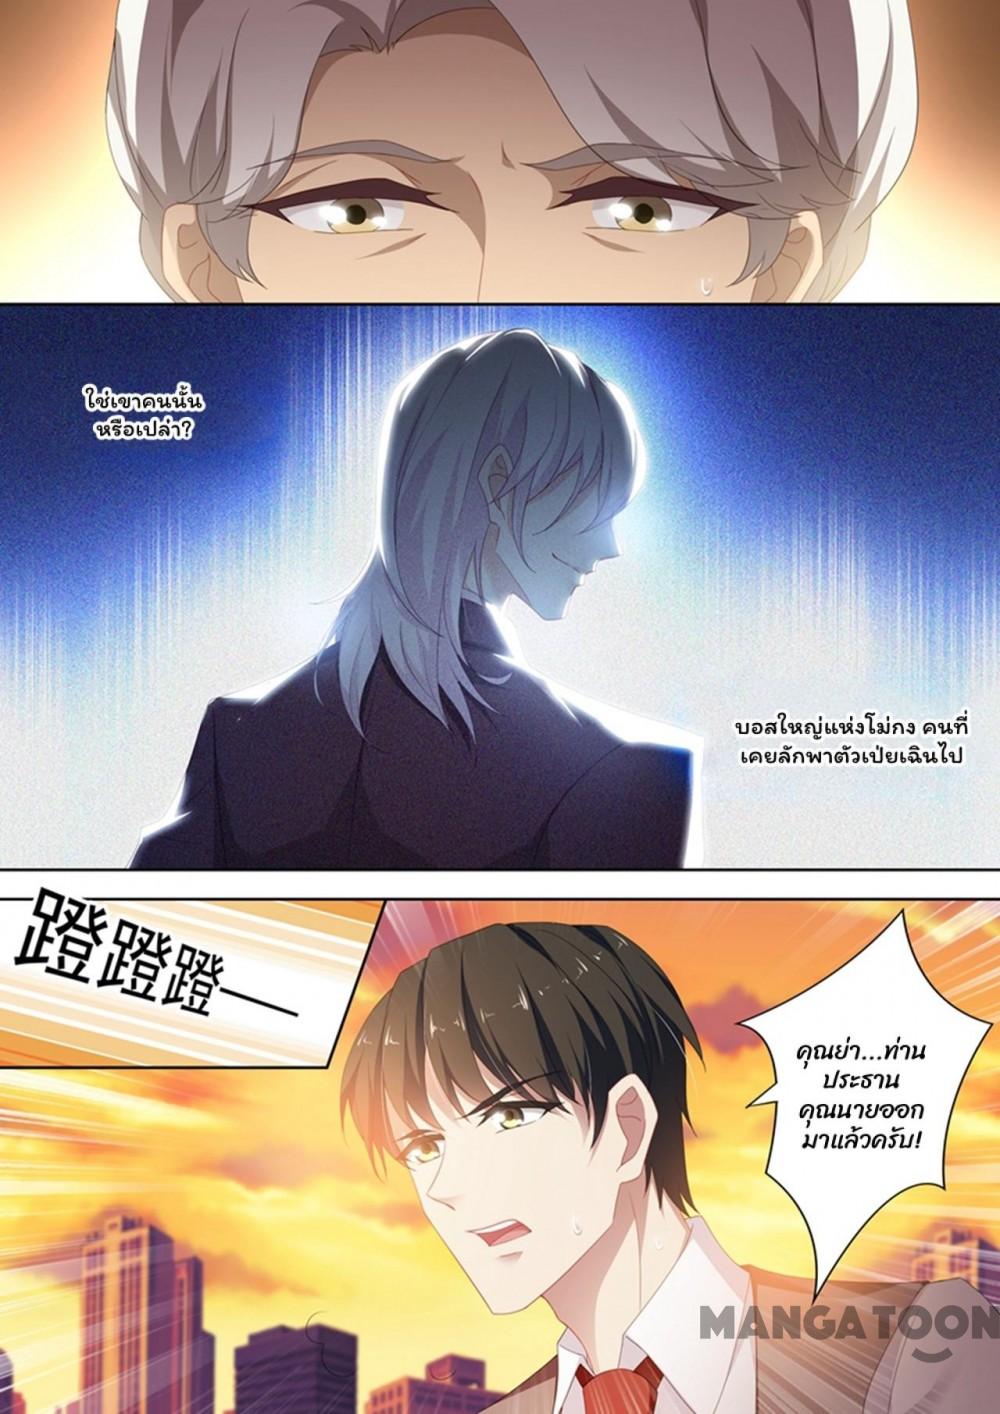 ใช่เขาคนนั้น
หรือเปล่า?
บอสใหญ่แห่งโม่กง คนที่
เคยลักพาตัวเป่ยเฉินไป
蹬蹬蹬—
คุณย่า...ท่าน
ประธาน
คุณนายออก
มาแล้วครับ!
MANGATOON